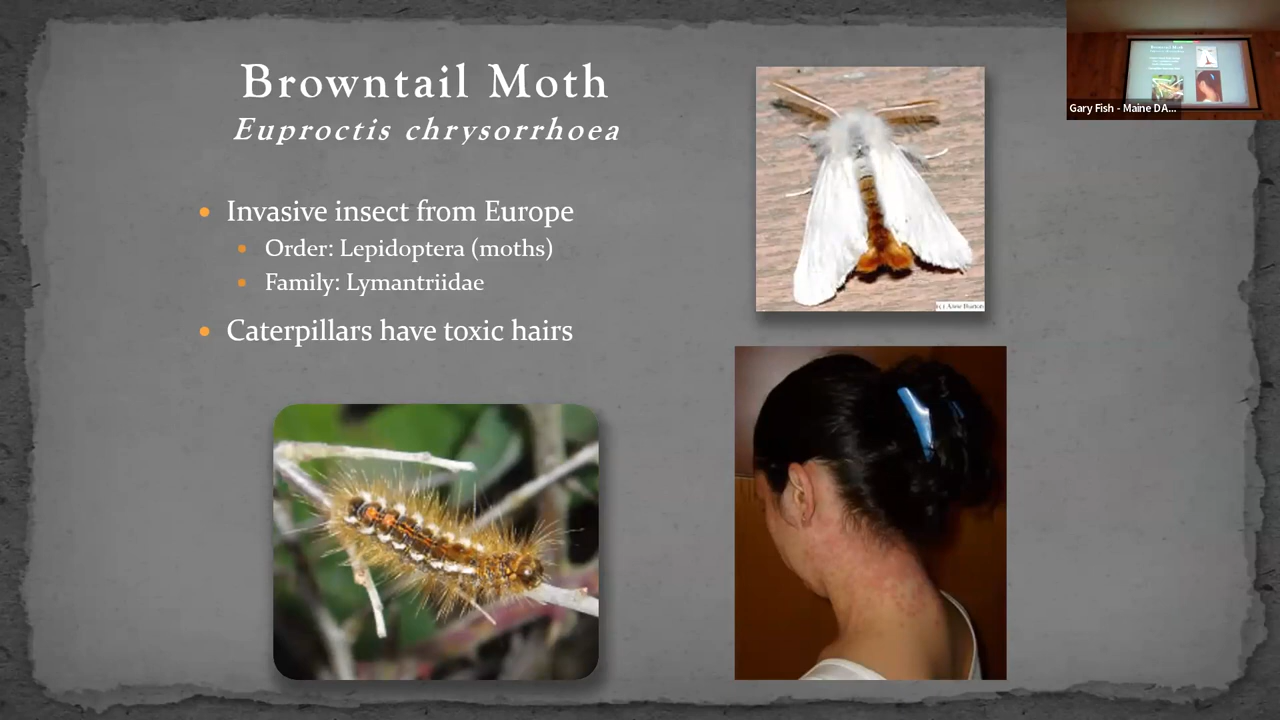 Browntail Moth
Euproctis chrysorrhoea
Invasive insect from Europe
Order: Lepidoptera (moths)
Family: Lymantriidae
Caterpillars have toxic hairs
Gary Fish - Maine DA...